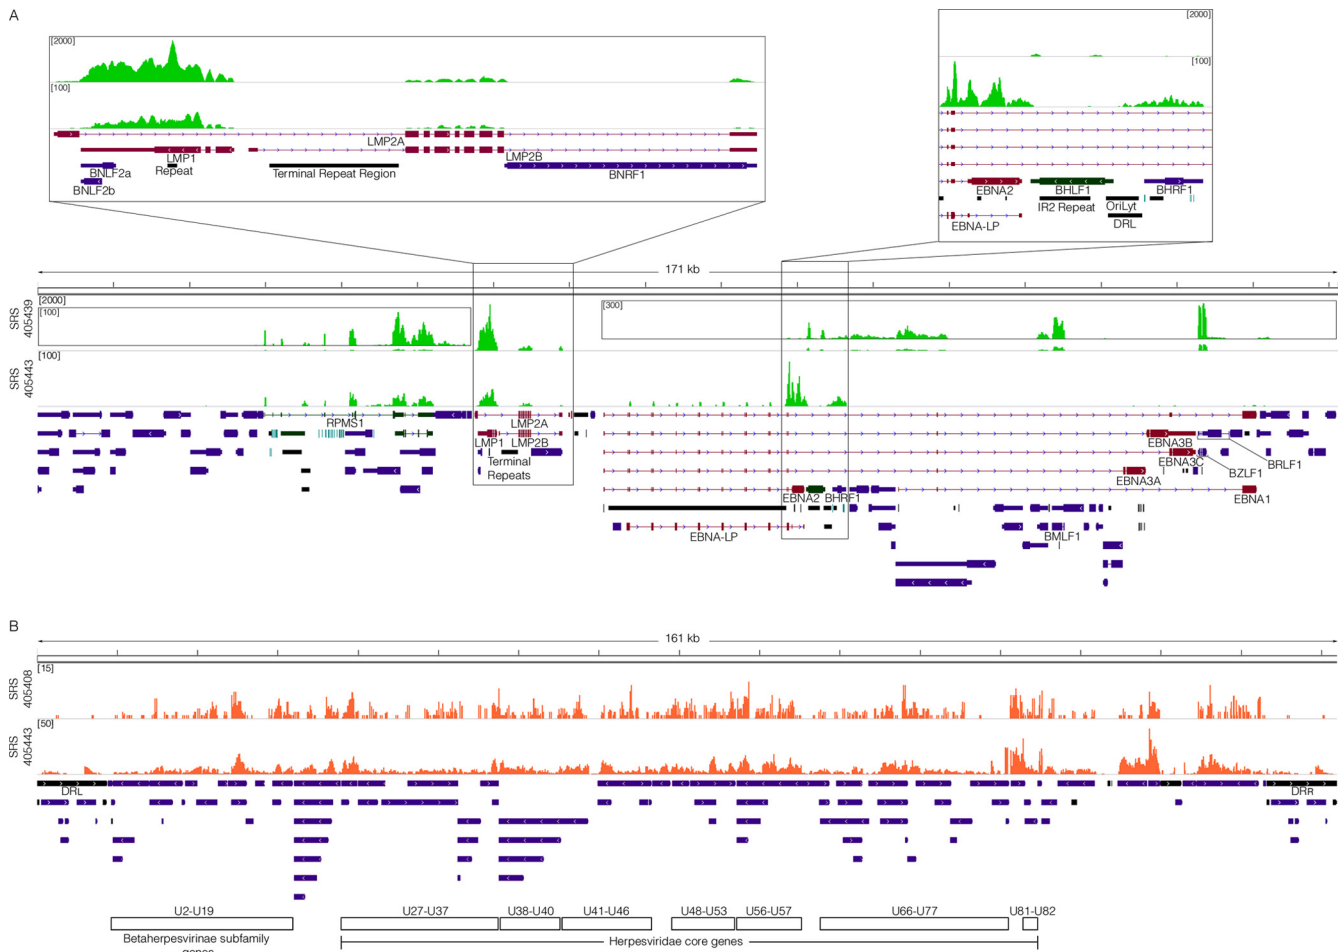 A
[2000]
[100]
LMP2A
LMP1
Repeat
Terminal Repeat Region
LMP2B
BNRF1
BNLF2a
BNLF2b
[2000]
[100]
EBNA2
BHLF1
BHRF1
IR2 Repeat
OriLyt
DRL
EBNA-LP
171 kb
SRS
405439
[2000]
[100]
[300]
SRS
405443
[100]
RPMS1
LMP2A
LMP1
LMP2B
Terminal
Repeats
EBNA3B
EBNA3C
EBNA3A
BRLF1
BZLF1
EBNA2
BHRF1
EBNA1
EBNA-LP
BMLF1
B
161 kb
SRS
405408
[15]
SRS
405443
[50]
DRL
DRR
U2-U19
U27-U37
U38-U40
U41-U46
U48-U53
U56-U57
U66-U77
U81-U82
Betaherpesvirinae subfamily
Herpesviridae core genes